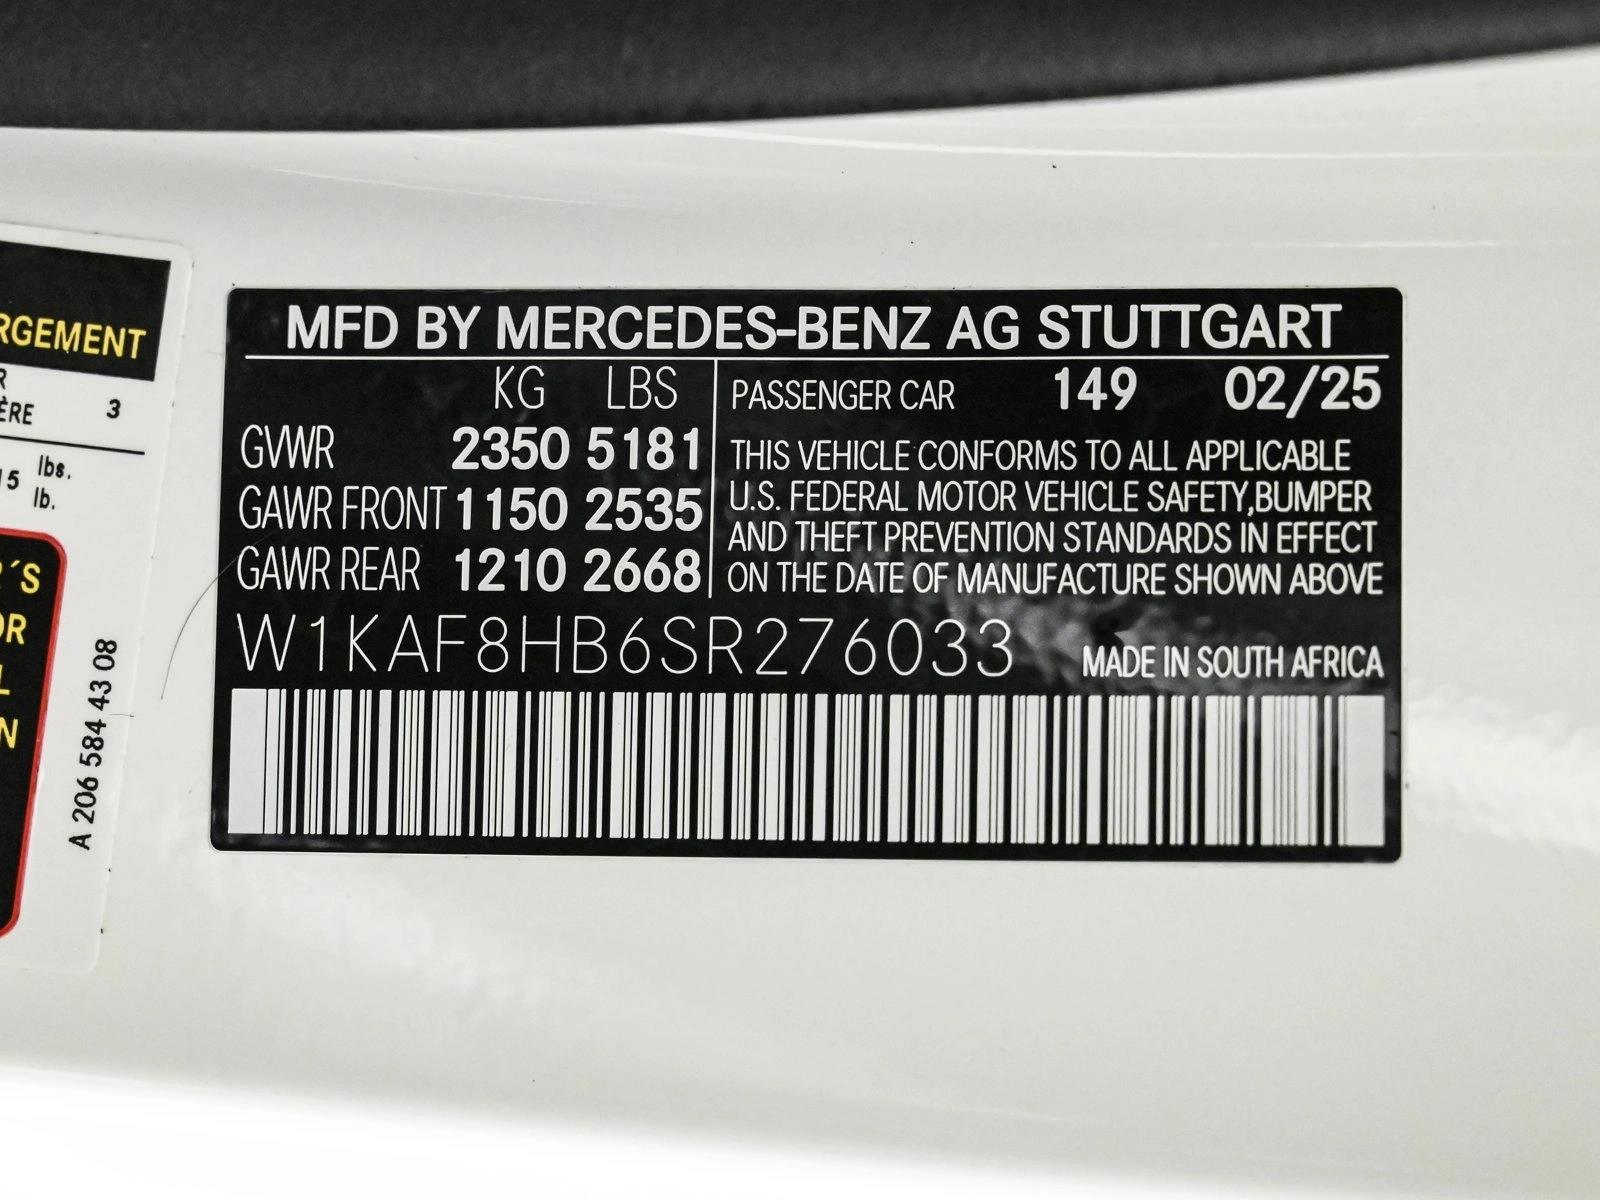 MFD BY MERCEDES-BENZ AG STUTTGART
KG LBS
GVWR 2350 5181
GAWR FRONT 1150 2535
GAWR REAR 1210 2668
PASSENGER CAR 149 02/25
THIS VEHICLE CONFORMS TO ALL APPLICABLE
U.S. FEDERAL MOTOR VEHICLE SAFETY,BUMPER
AND THEFT PREVENTION STANDARDS IN EFFECT
ON THE DATE OF MANUFACTURE SHOWN ABOVE
W1KAF8HB6SR276033
MADE IN SOUTH AFRICA
RGEMENT
R
ÈRE 3
15 lbs.
lb.
R´S
OR
L
N
A 206 584 43 08